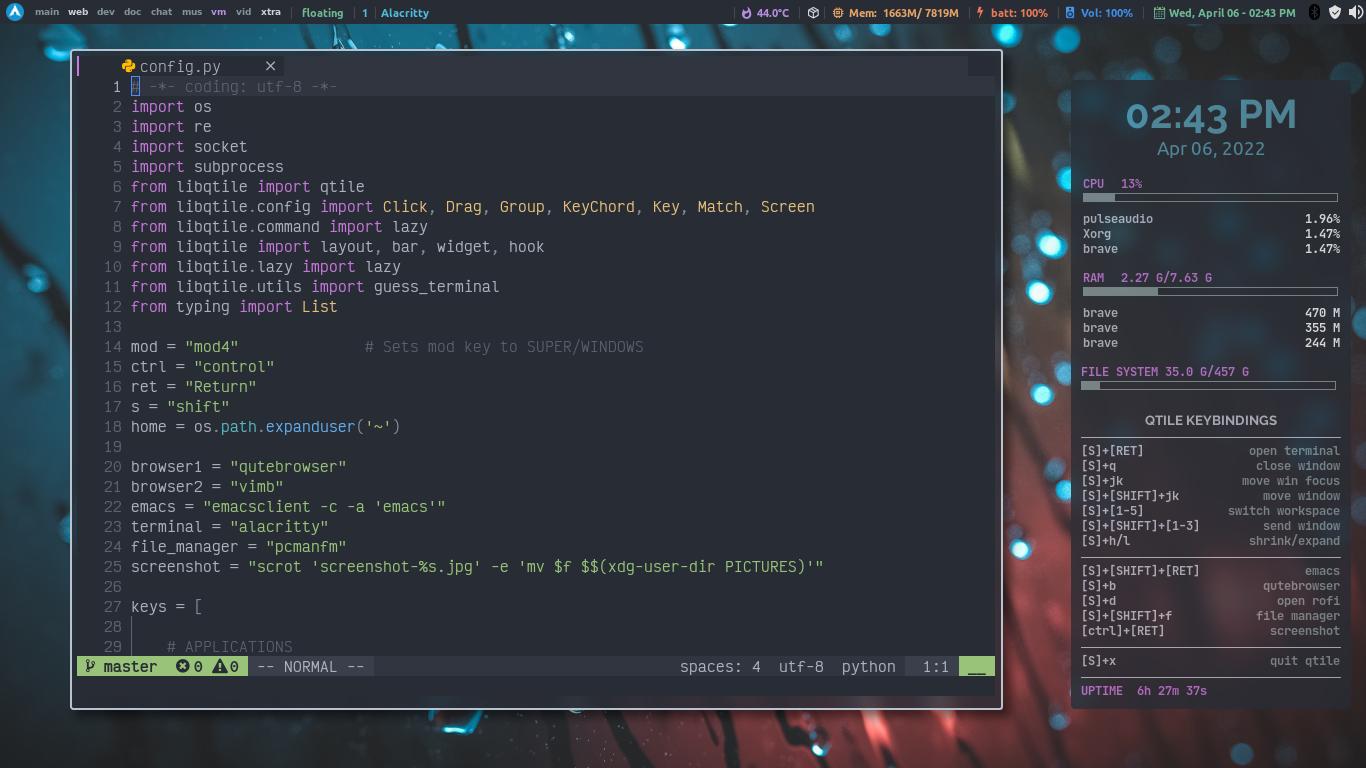 main web dev doc chat mus vm vid xtra floating 1 Alacritty 44.0°C Mem: 1663M/ 7819M batt: 100% Vol: 100% Wed, April 06 - 02:43 PM
config.py ×
1 # -*- coding: utf-8 -*-
2 import os
3 import re
4 import socket
5 import subprocess
6 from libqtile import qtile
7 from libqtile.config import Click, Drag, Group, KeyChord, Key, Match, Screen
8 from libqtile.command import lazy
9 from libqtile import layout, bar, widget, hook
10 from libqtile.lazy import lazy
11 from libqtile.utils import guess_terminal
12 from typing import List
13
14 mod = "mod4" # Sets mod key to SUPER/WINDOWS
15 ctrl = "control"
16 ret = "Return"
17 s = "shift"
18 home = os.path.expanduser('~')
19
20 browser1 = "qutebrowser"
21 browser2 = "vimb"
22 emacs = "emacsclient -c -a 'emacs'"
23 terminal = "alacritty"
24 file_manager = "pcmanfm"
25 screenshot = "scrot 'screenshot-%s.jpg' -e 'mv $f $$(xdg-user-dir PICTURES)'"
26
27 keys = [
28
29 # APPLICATIONS
master 0 0 -- NORMAL -- spaces: 4 utf-8 python 1:1 __
02:43 PM
Apr 06, 2022
CPU 13%
pulseaudio 1.96%
Xorg 1.47%
brave 1.47%
RAM 2.27 G/7.63 G
brave 470 M
brave 355 M
brave 244 M
FILE SYSTEM 35.0 G/457 G
QTILE KEYBINDINGS
[S]+[RET] open terminal
[S]+q close window
[S]+jk move win focus
[S]+[SHIFT]+jk move window
[S]+[1-5] switch workspace
[S]+[SHIFT]+[1-3] send window
[S]+h/l shrink/expand
[S]+[SHIFT]+[RET] emacs
[S]+b qutebrowser
[S]+d open rofi
[S]+[SHIFT]+f file manager
[ctrl]+[RET] screenshot
[S]+x quit qtile
UPTIME 6h 27m 37s